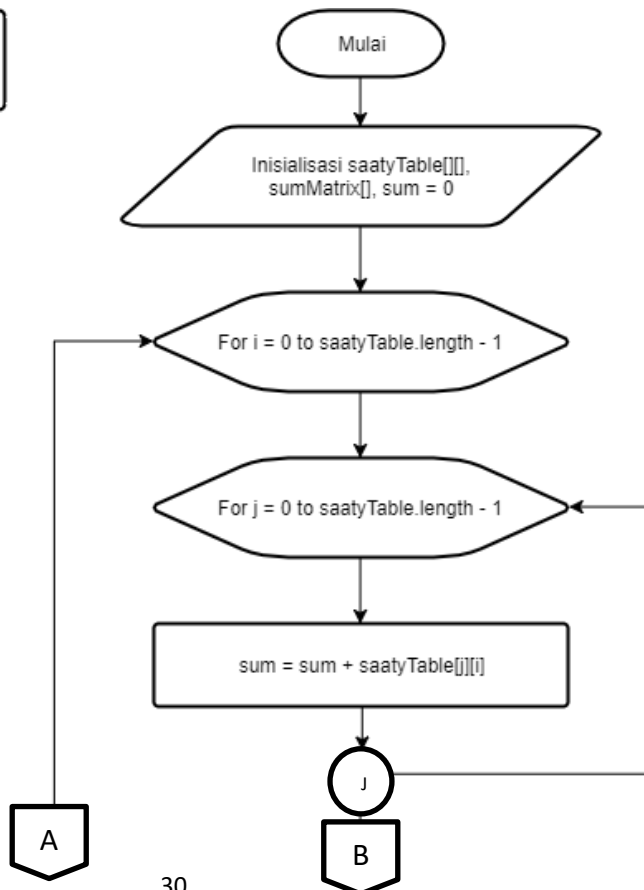 Mulai
Inisialisasi saatyTable[][],
sumMatrix[], sum = 0
For i = 0 to saatyTable.length - 1
For j = 0 to saatyTable.length - 1
sum = sum + saatyTable[j][i]
J
A
B
30